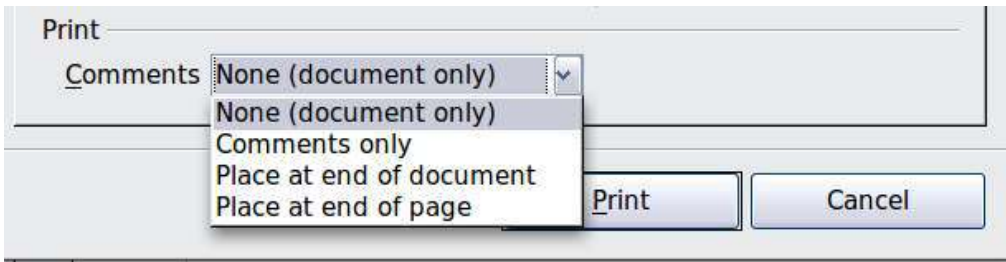 Print
Comments None (document only)
None (document only)
Comments only
Place at end of document
Place at end of page
Print Cancel